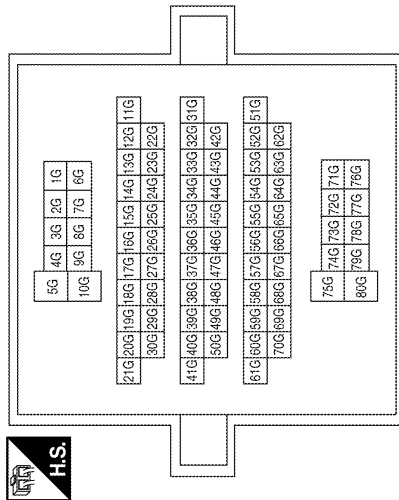 H.S.
5G 4G 3G 2G 1G
10G 9G 8G 7G 6G
21G 20G 19G 18G 17G 16G 15G 14G 13G 12G 11G
30G 29G 28G 27G 26G 25G 24G 23G 22G
41G 40G 39G 38G 37G 36G 35G 34G 33G 32G 31G
50G 49G 48G 47G 46G 45G 44G 43G 42G
61G 60G 59G 58G 57G 56G 55G 54G 53G 52G 51G
70G 69G 68G 67G 66G 65G 64G 63G 62G
75G 74G 73G 72G 71G
80G 79G 78G 77G 76G